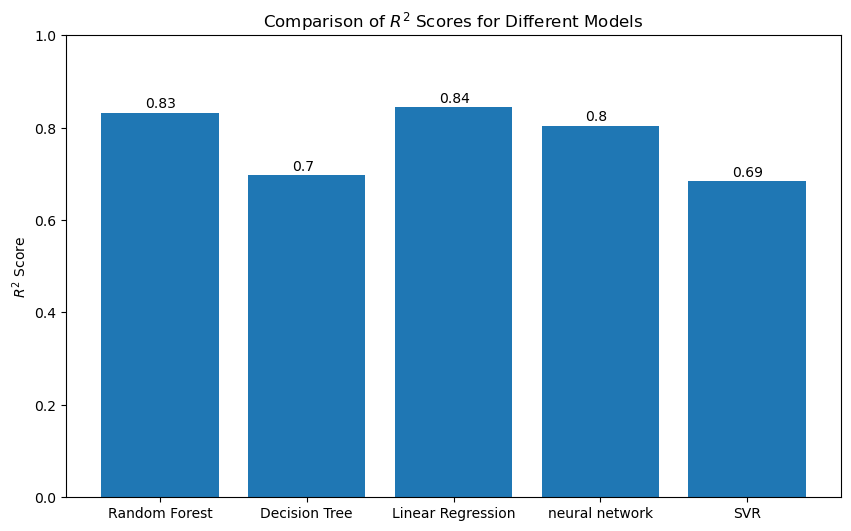 Comparison of R² Scores for Different Models
1.0
0.8
0.6
0.4
0.2
0.0
R² Score
0.83
0.7
0.84
0.8
0.69
Random Forest
Decision Tree
Linear Regression
neural network
SVR